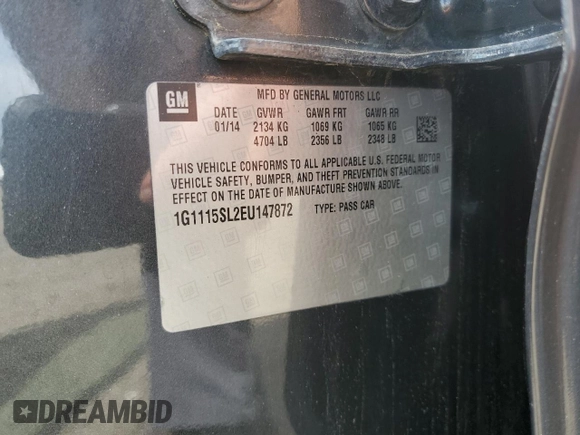 GM
MFD BY GENERAL MOTORS LLC
DATE GVWR GAWR FRT GAWR RR
01/14 2134 KG 1069 KG 1065 KG
4704 LB 2356 LB 2348 LB
THIS VEHICLE CONFORMS TO ALL APPLICABLE U.S. FEDERAL MOTOR
VEHICLE SAFETY, BUMPER, AND THEFT PREVENTION STANDARDS IN
EFFECT ON THE DATE OF MANUFACTURE SHOWN ABOVE.
1G1115SL2EU147872 TYPE: PASS CAR
DREAMBID